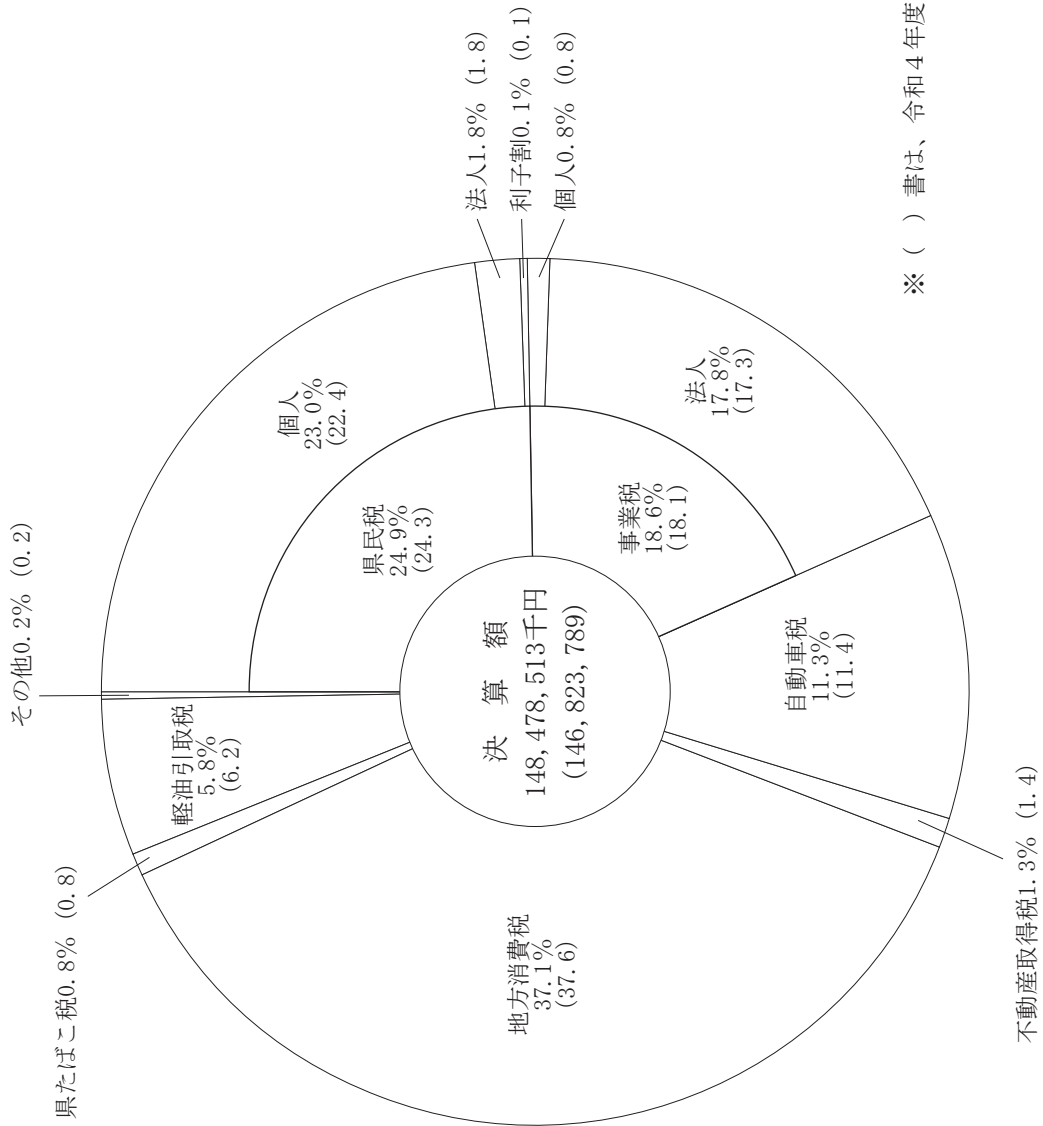 決 算 額
148,478,513千円
(146,823,789)
県民税
24.9%
(24.3)
個人
23.0%
(22.4)
法人1.8% (1.8)
利子割0.1% (0.1)
個人0.8% (0.8)
事業税
18.6%
(18.1)
法人
17.8%
(17.3)
自動車税
11.3%
(11.4)
不動産取得税1.3% (1.4)
地方消費税
37.1%
(37.6)
県たばこ税0.8% (0.8)
軽油引取税
5.8%
(6.2)
その他0.2% (0.2)
※( )書は、令和4年度